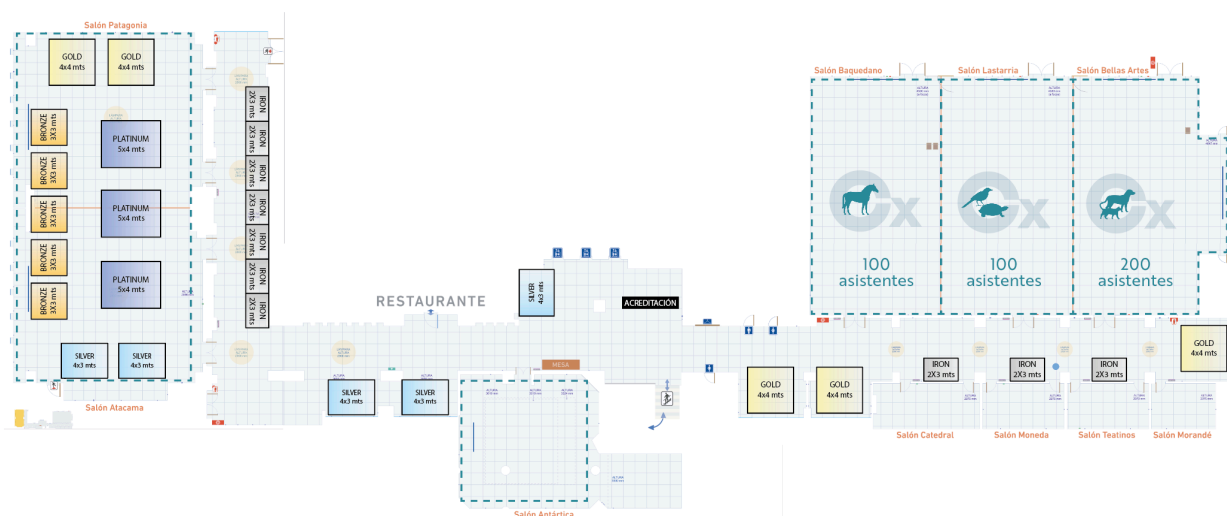 Salón Patagonia
GOLD
4x4 mts
GOLD
4x4 mts
BRONZE
3X3 mts
BRONZE
3X3 mts
BRONZE
3X3 mts
BRONZE
3X3 mts
BRONZE
3X3 mts
PLATINUM
5x4 mts
PLATINUM
5x4 mts
PLATINUM
5x4 mts
SILVER
4x3 mts
SILVER
4x3 mts
Salón Atacama
IRON
2X3 mts
IRON
2X3 mts
IRON
2X3 mts
IRON
2X3 mts
IRON
2X3 mts
IRON
2X3 mts
IRON
2X3 mts
RESTAURANTE
SILVER
4x3 mts
SILVER
4x3 mts
SILVER
4x3 mts
ACREDITACIÓN
MESA
Salón Antártica
GOLD
4x4 mts
GOLD
4x4 mts
Salón Baquedano
Salón Lastarria
Salón Bellas Artes
Cx
100
asistentes
Cx
100
asistentes
Cx
200
asistentes
IRON
2X3 mts
IRON
2X3 mts
IRON
2X3 mts
GOLD
4x4 mts
Salón Catedral
Salón Moneda
Salón Teatinos
Salón Morandé